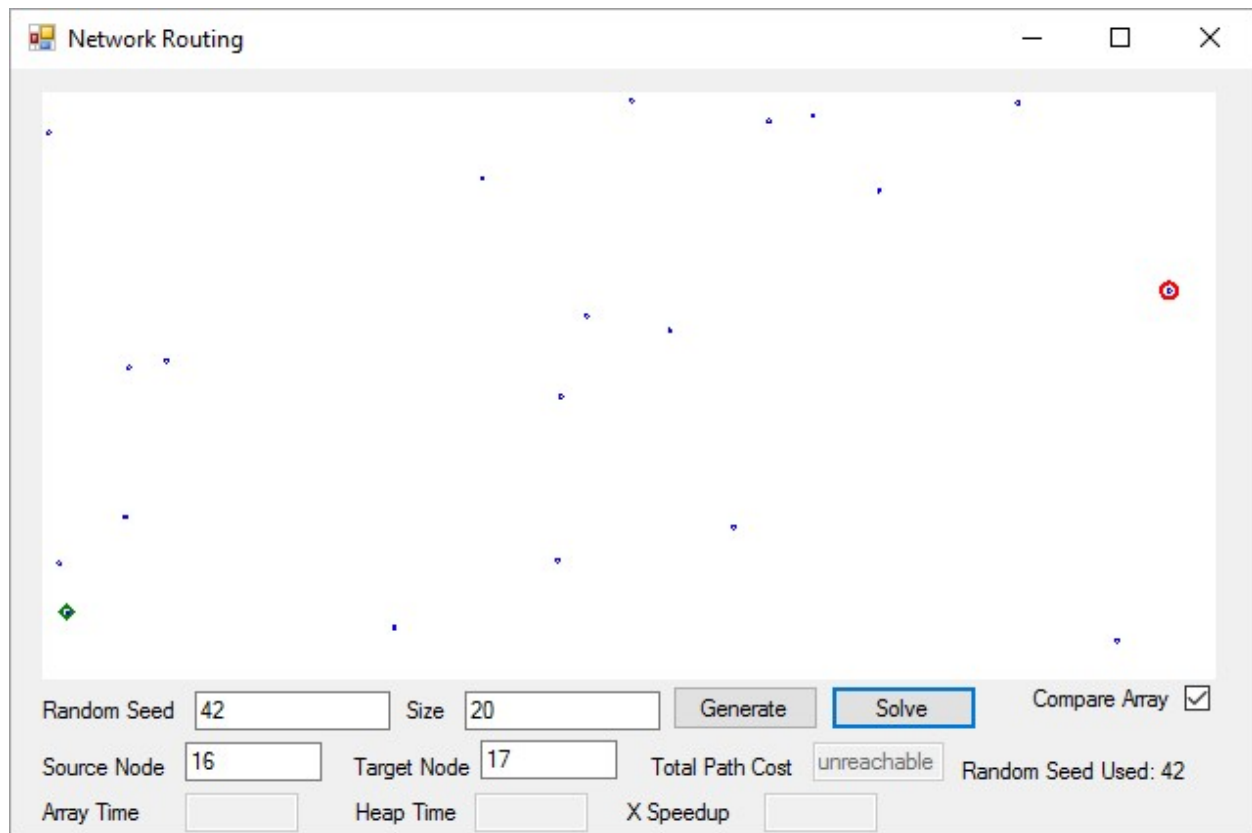 Network Routing
Random Seed 42 Size 20 Generate Solve Compare Array
Source Node 16 Target Node 17 Total Path Cost unreachable Random Seed Used: 42
Array Time Heap Time X Speedup